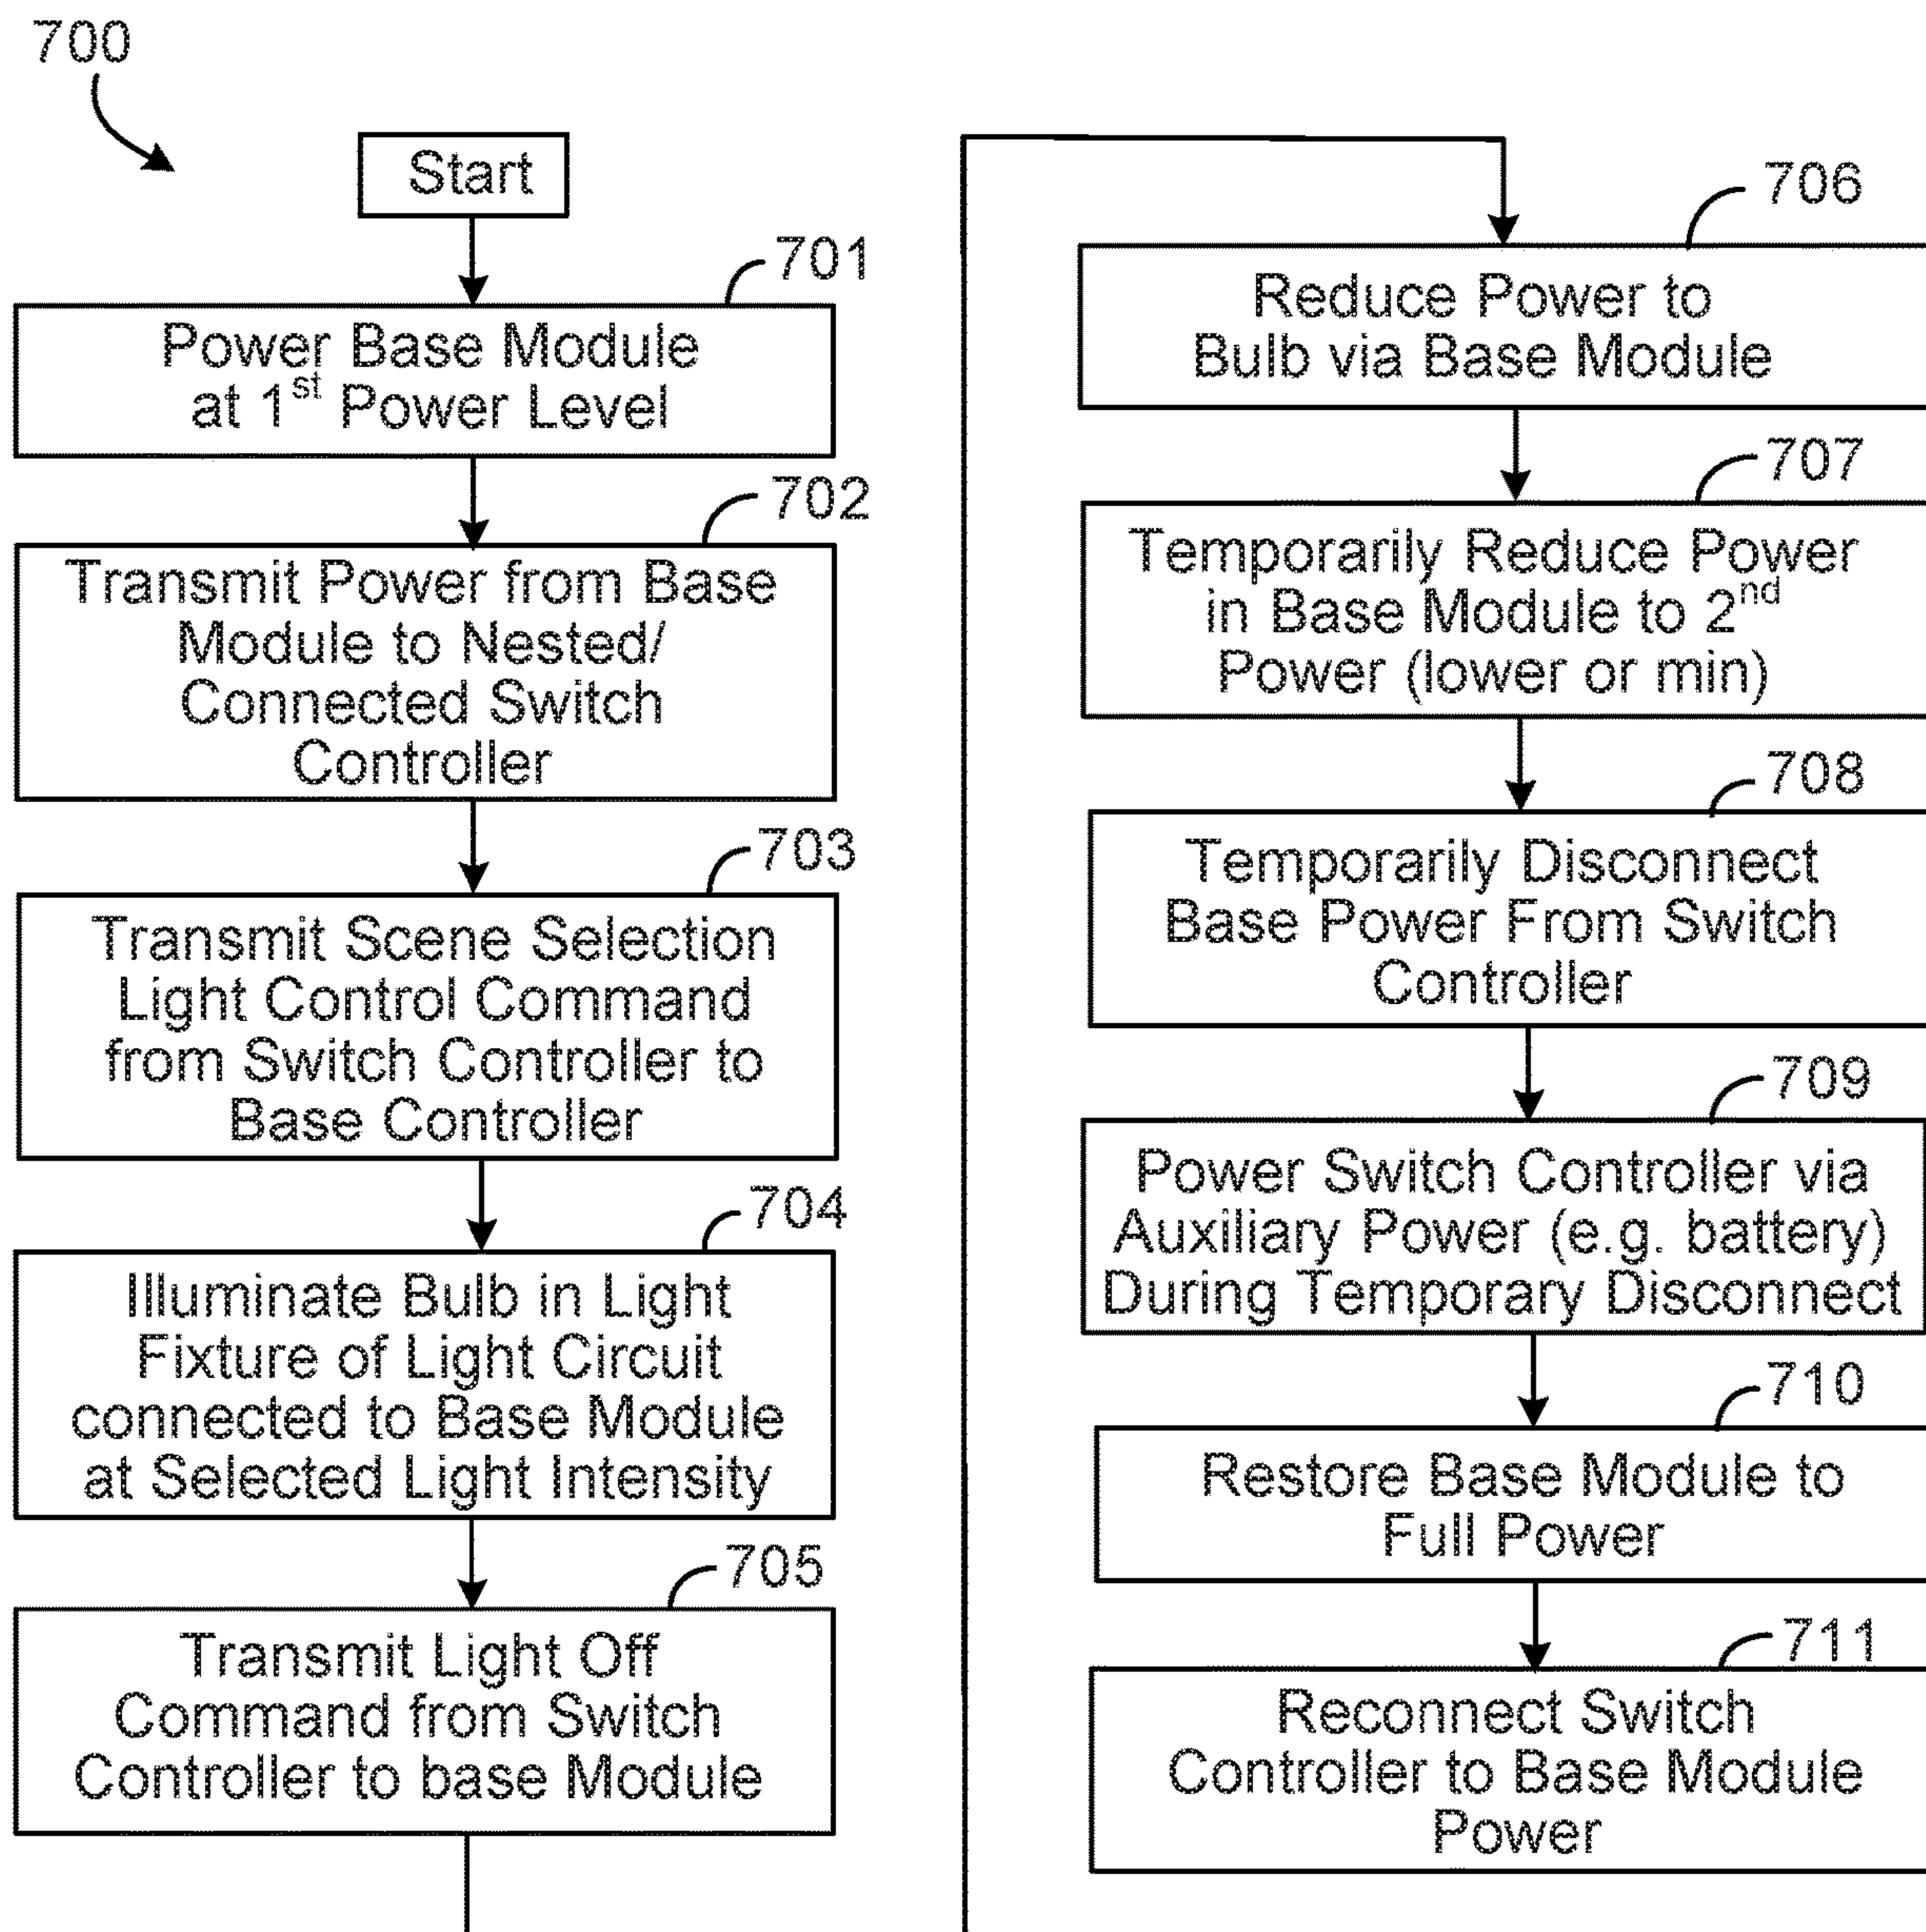 700
Start
701
Power Base Module
at 1st Power Level
702
Transmit Power from Base
Module to Nested/
Connected Switch
Controller
703
Transmit Scene Selection
Light Control Command
from Switch Controller to
Base Controller
704
Illuminate Bulb in Light
Fixture of Light Circuit
connected to Base Module
at Selected Light Intensity
705
Transmit Light Off
Command from Switch
Controller to base Module
706
Reduce Power to
Bulb via Base Module
707
Temporarily Reduce Power
in Base Module to 2nd
Power (lower or min)
708
Temporarily Disconnect
Base Power From Switch
Controller
709
Power Switch Controller via
Auxiliary Power (e.g. battery)
During Temporary Disconnect
710
Restore Base Module to
Full Power
711
Reconnect Switch
Controller to Base Module
Power